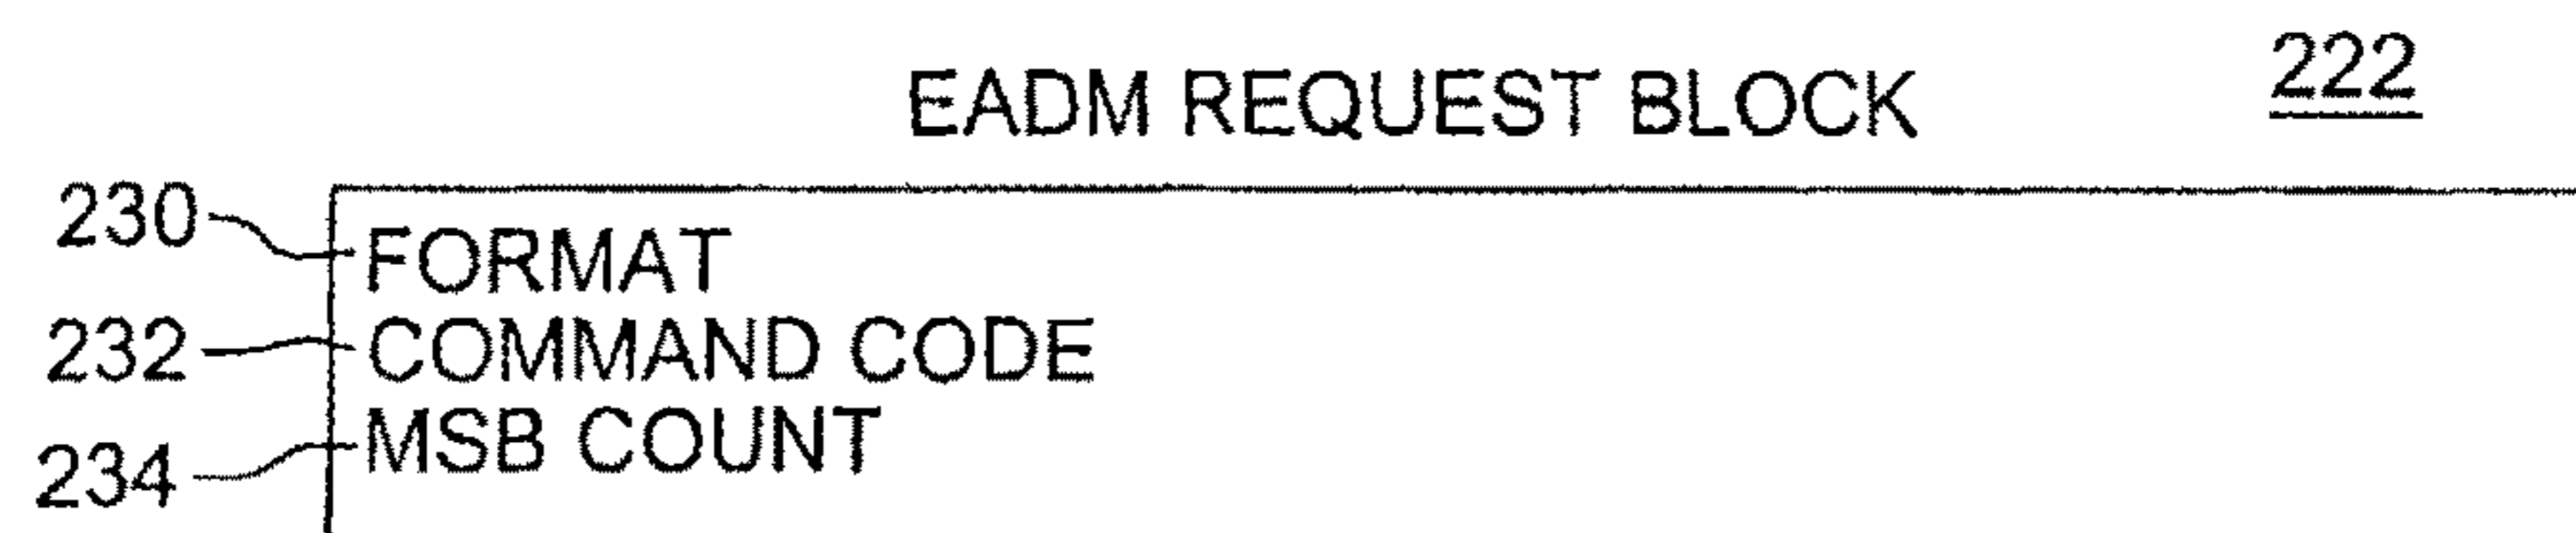 EADM REQUEST BLOCK 222
230 FORMAT
232 COMMAND CODE
234 MSB COUNT